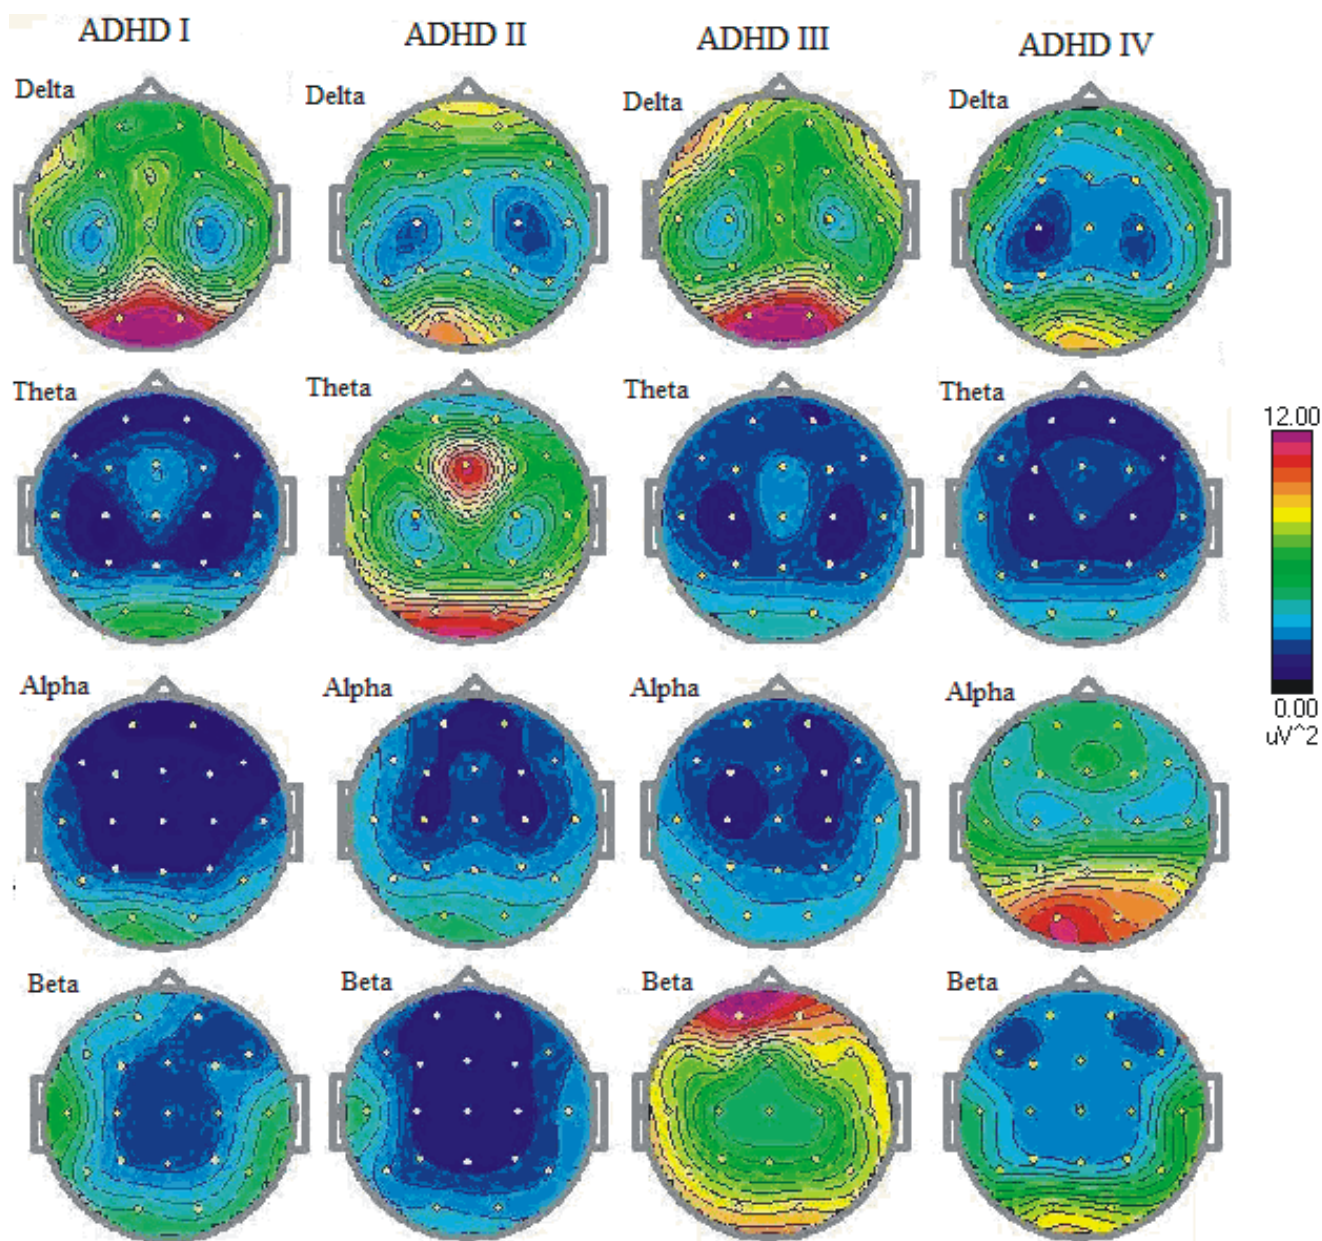 ADHD I ADHD II ADHD III ADHD IV
Delta Delta Delta Delta
Theta Theta Theta Theta
12.00
Alpha Alpha Alpha Alpha
0.00
uV^2
Beta Beta Beta Beta